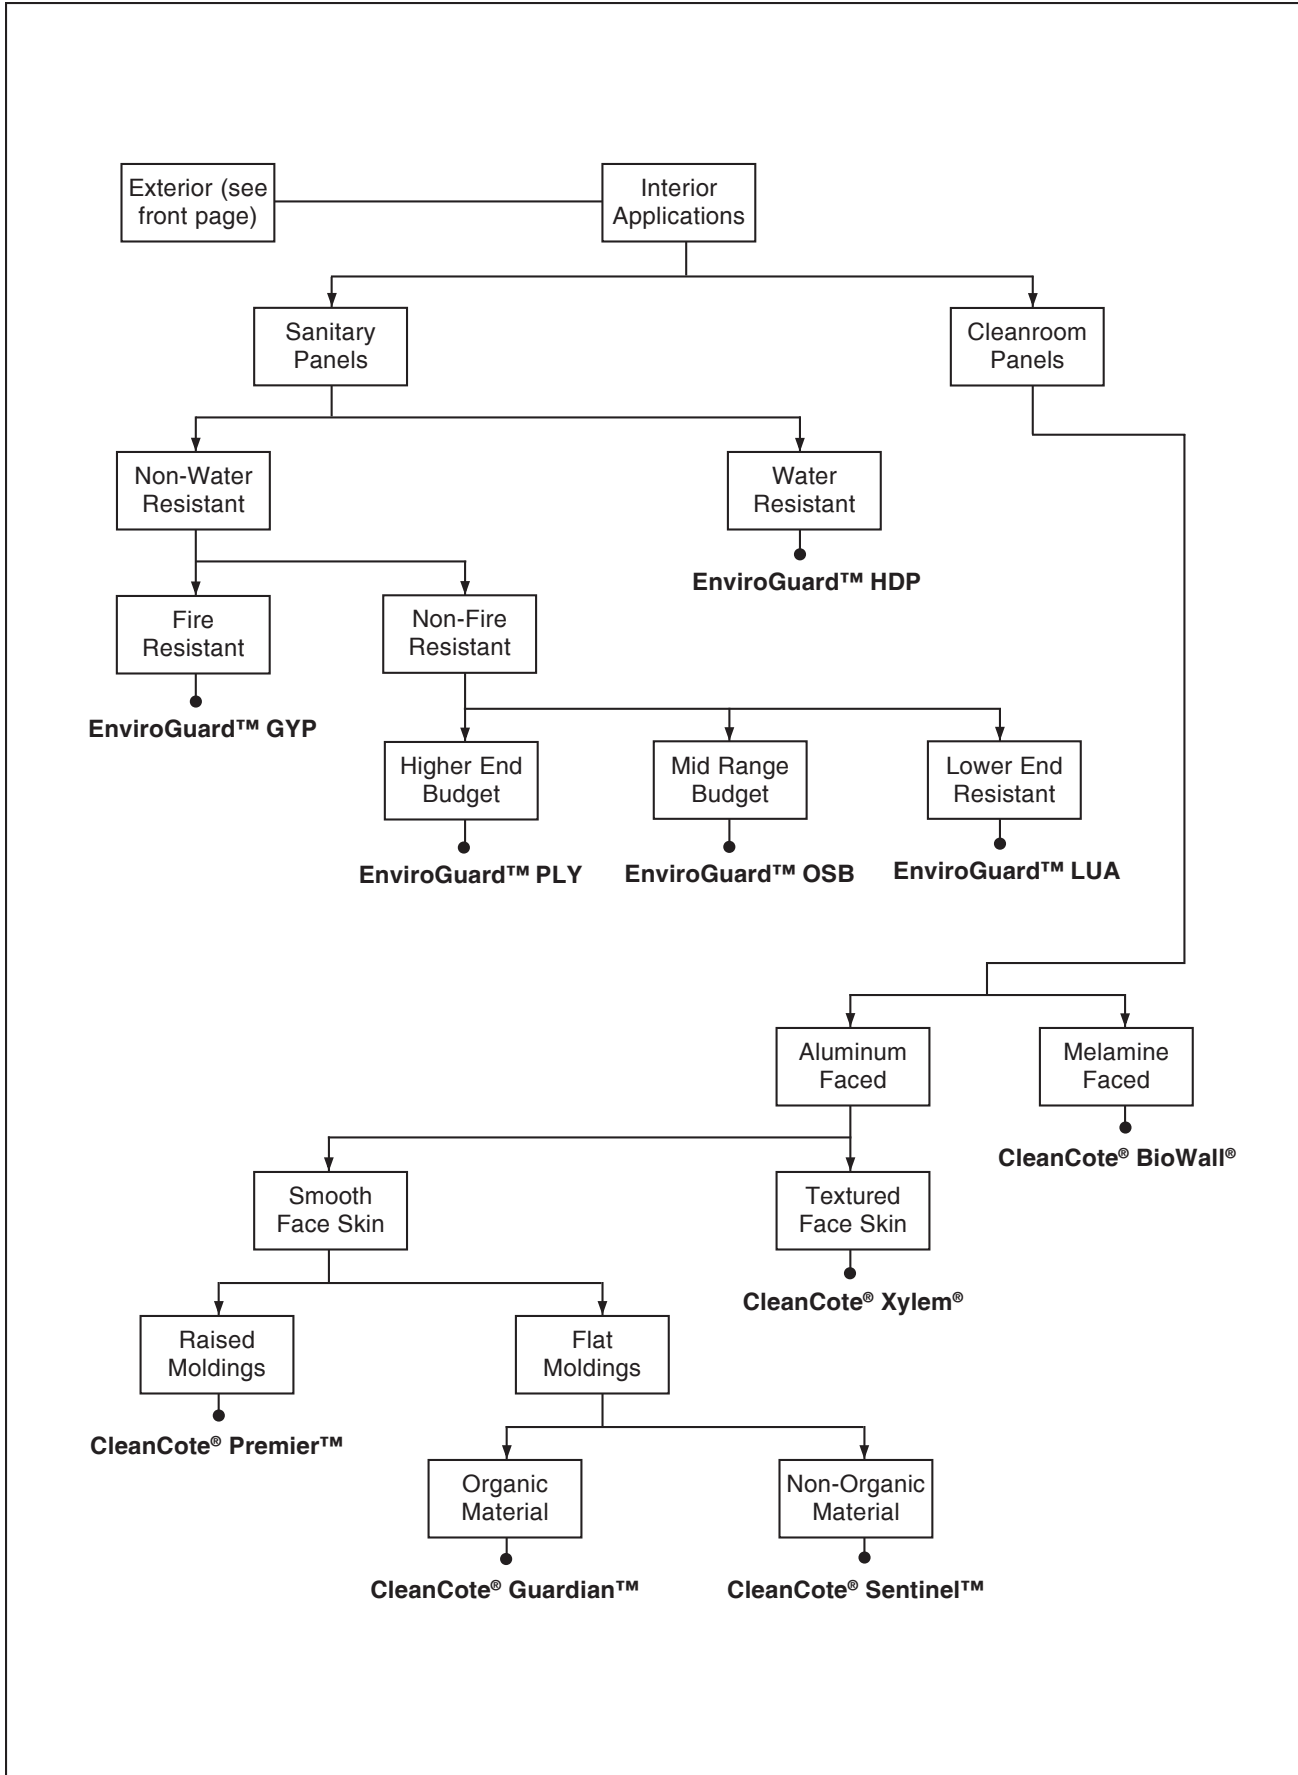 Exterior (see
front page)
Interior
Applications
Sanitary
Panels
Cleanroom
Panels
Non-Water
Resistant
Water
Resistant
EnviroGuard™ HDP
Fire
Resistant
Non-Fire
Resistant
EnviroGuard™ GYP
Higher End
Budget
Mid Range
Budget
Lower End
Resistant
EnviroGuard™ PLY
EnviroGuard™ OSB
EnviroGuard™ LUA
Aluminum
Faced
Melamine
Faced
CleanCote® BioWall®
Smooth
Face Skin
Textured
Face Skin
CleanCote® Xylem®
Raised
Moldings
Flat
Moldings
CleanCote® Premier™
Organic
Material
Non-Organic
Material
CleanCote® Guardian™
CleanCote® Sentinel™